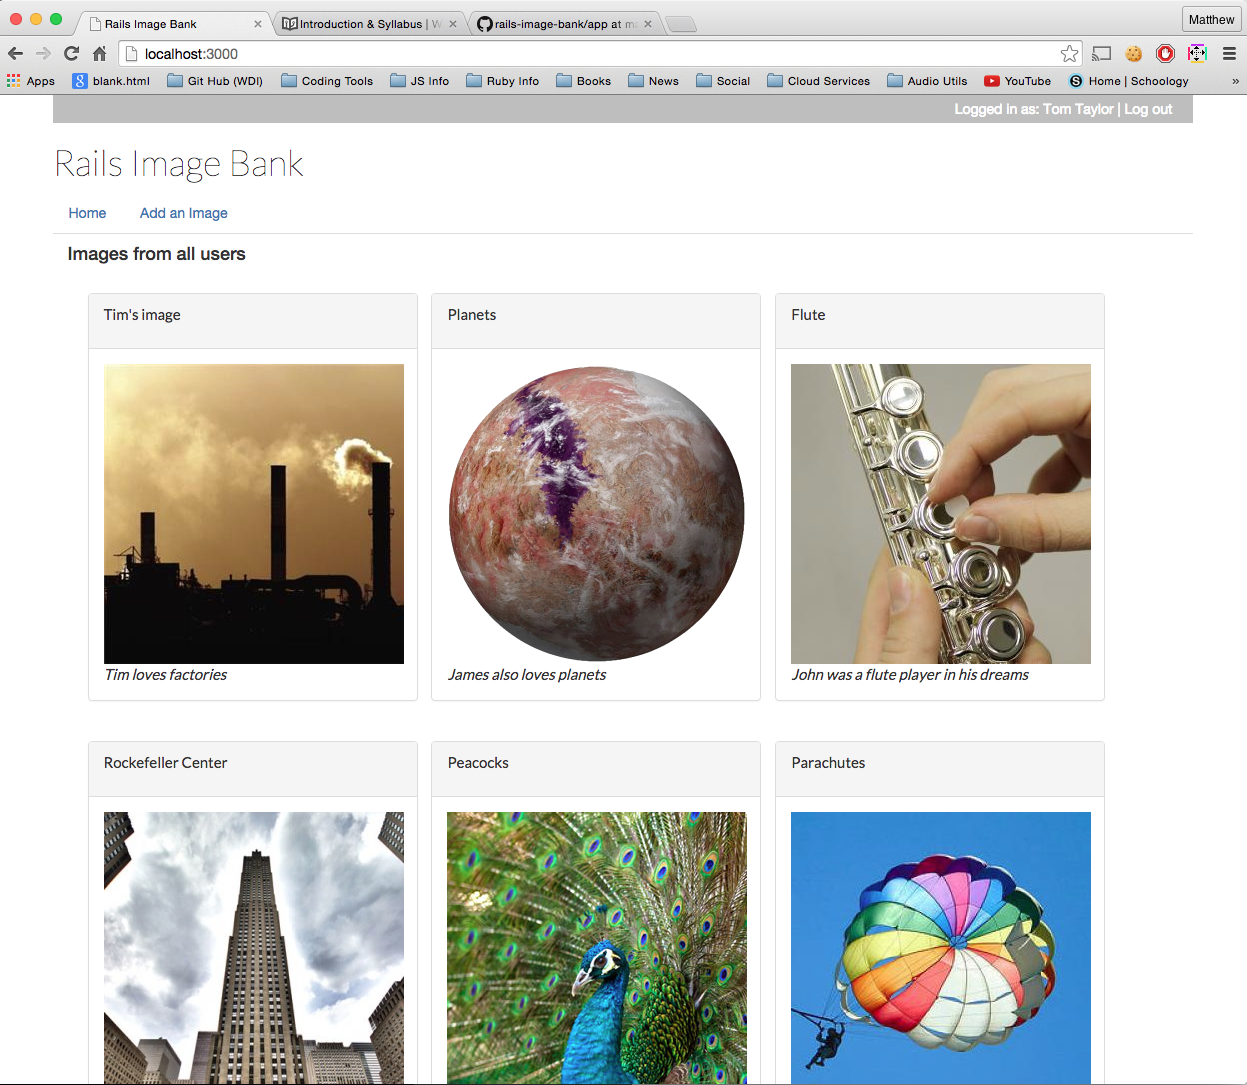 Rails Image Bank
Introduction & Syllabus | W
rails-image-bank/app at ma
Matthew
localhost:3000
Apps
blank.html
Git Hub (WDI)
Coding Tools
JS Info
Ruby Info
Books
News
Social
Cloud Services
Audio Utils
YouTube
Home | Schoology
»
Logged in as: Tom Taylor | Log out
Rails Image Bank
Home
Add an Image
Images from all users
Tim's image
Planets
Flute
Tim loves factories
James also loves planets
John was a flute player in his dreams
Rockefeller Center
Peacocks
Parachutes